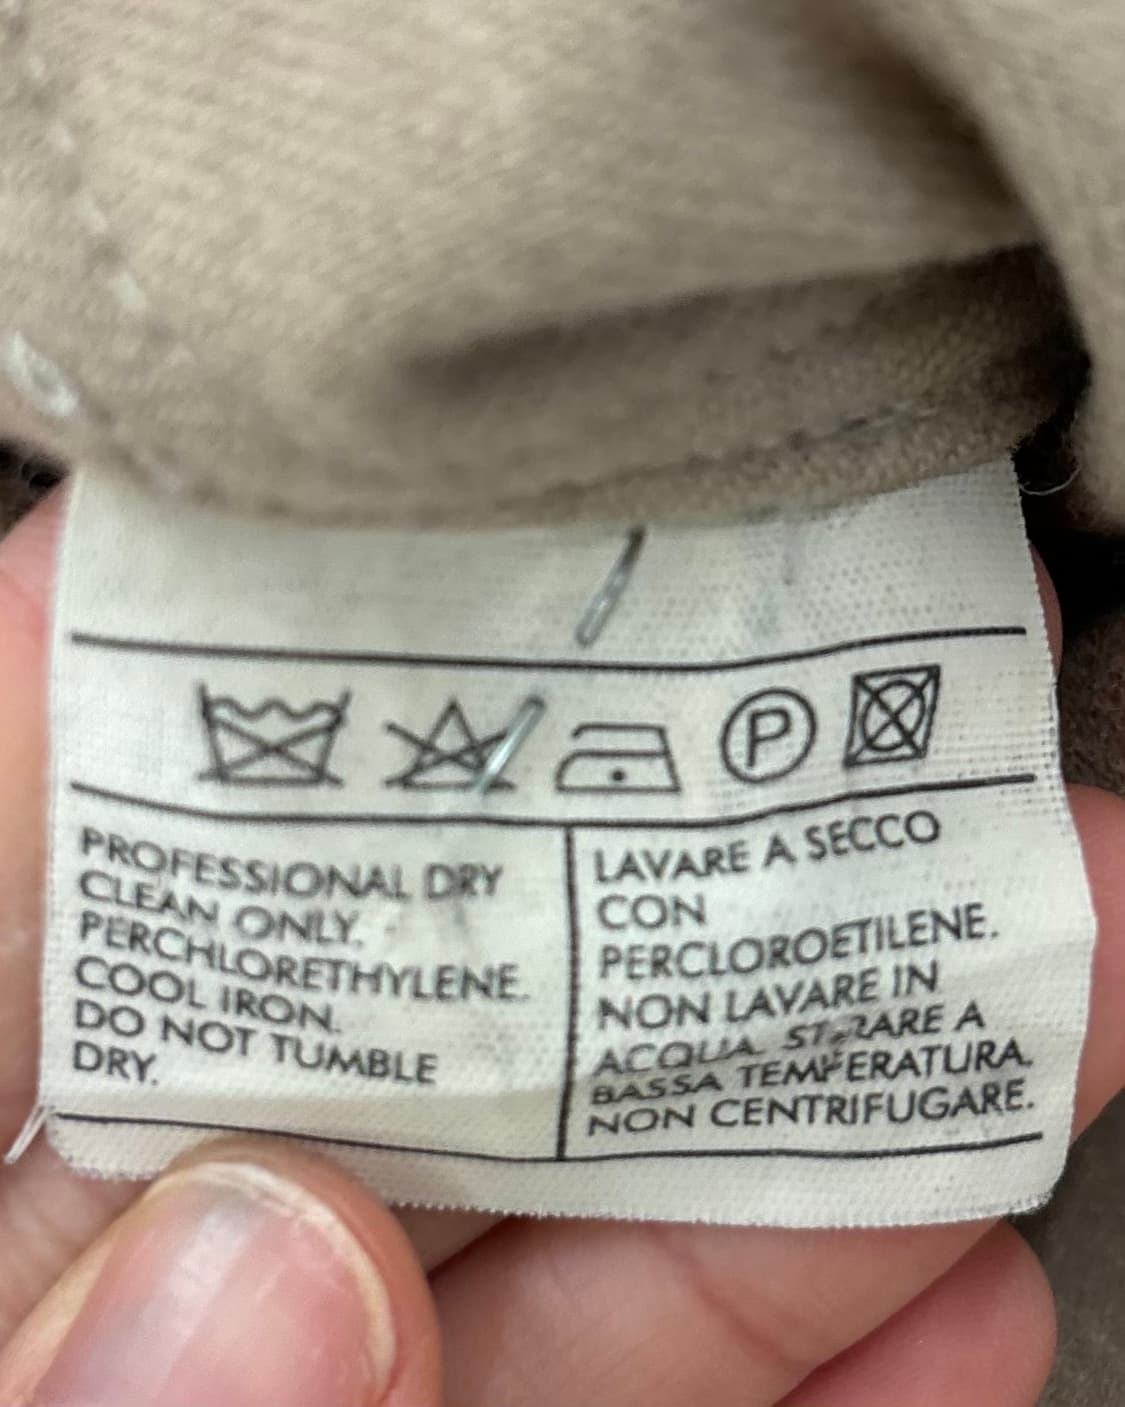 P
PROFESSIONAL DRY
CLEAN ONLY.
PERCHLORETHYLENE.
COOL IRON.
DO NOT TUMBLE
DRY.
LAVARE A SECCO
CON
PERCLOROETILENE.
NON LAVARE IN
ACQUA. STIRARE A
BASSA TEMPERATURA.
NON CENTRIFUGARE.